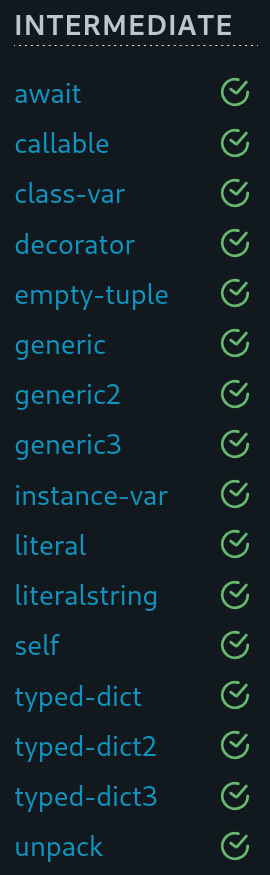 INTERMEDIATE
await
callable
class-var
decorator
empty-tuple
generic
generic2
generic3
instance-var
literal
literalstring
self
typed-dict
typed-dict2
typed-dict3
unpack